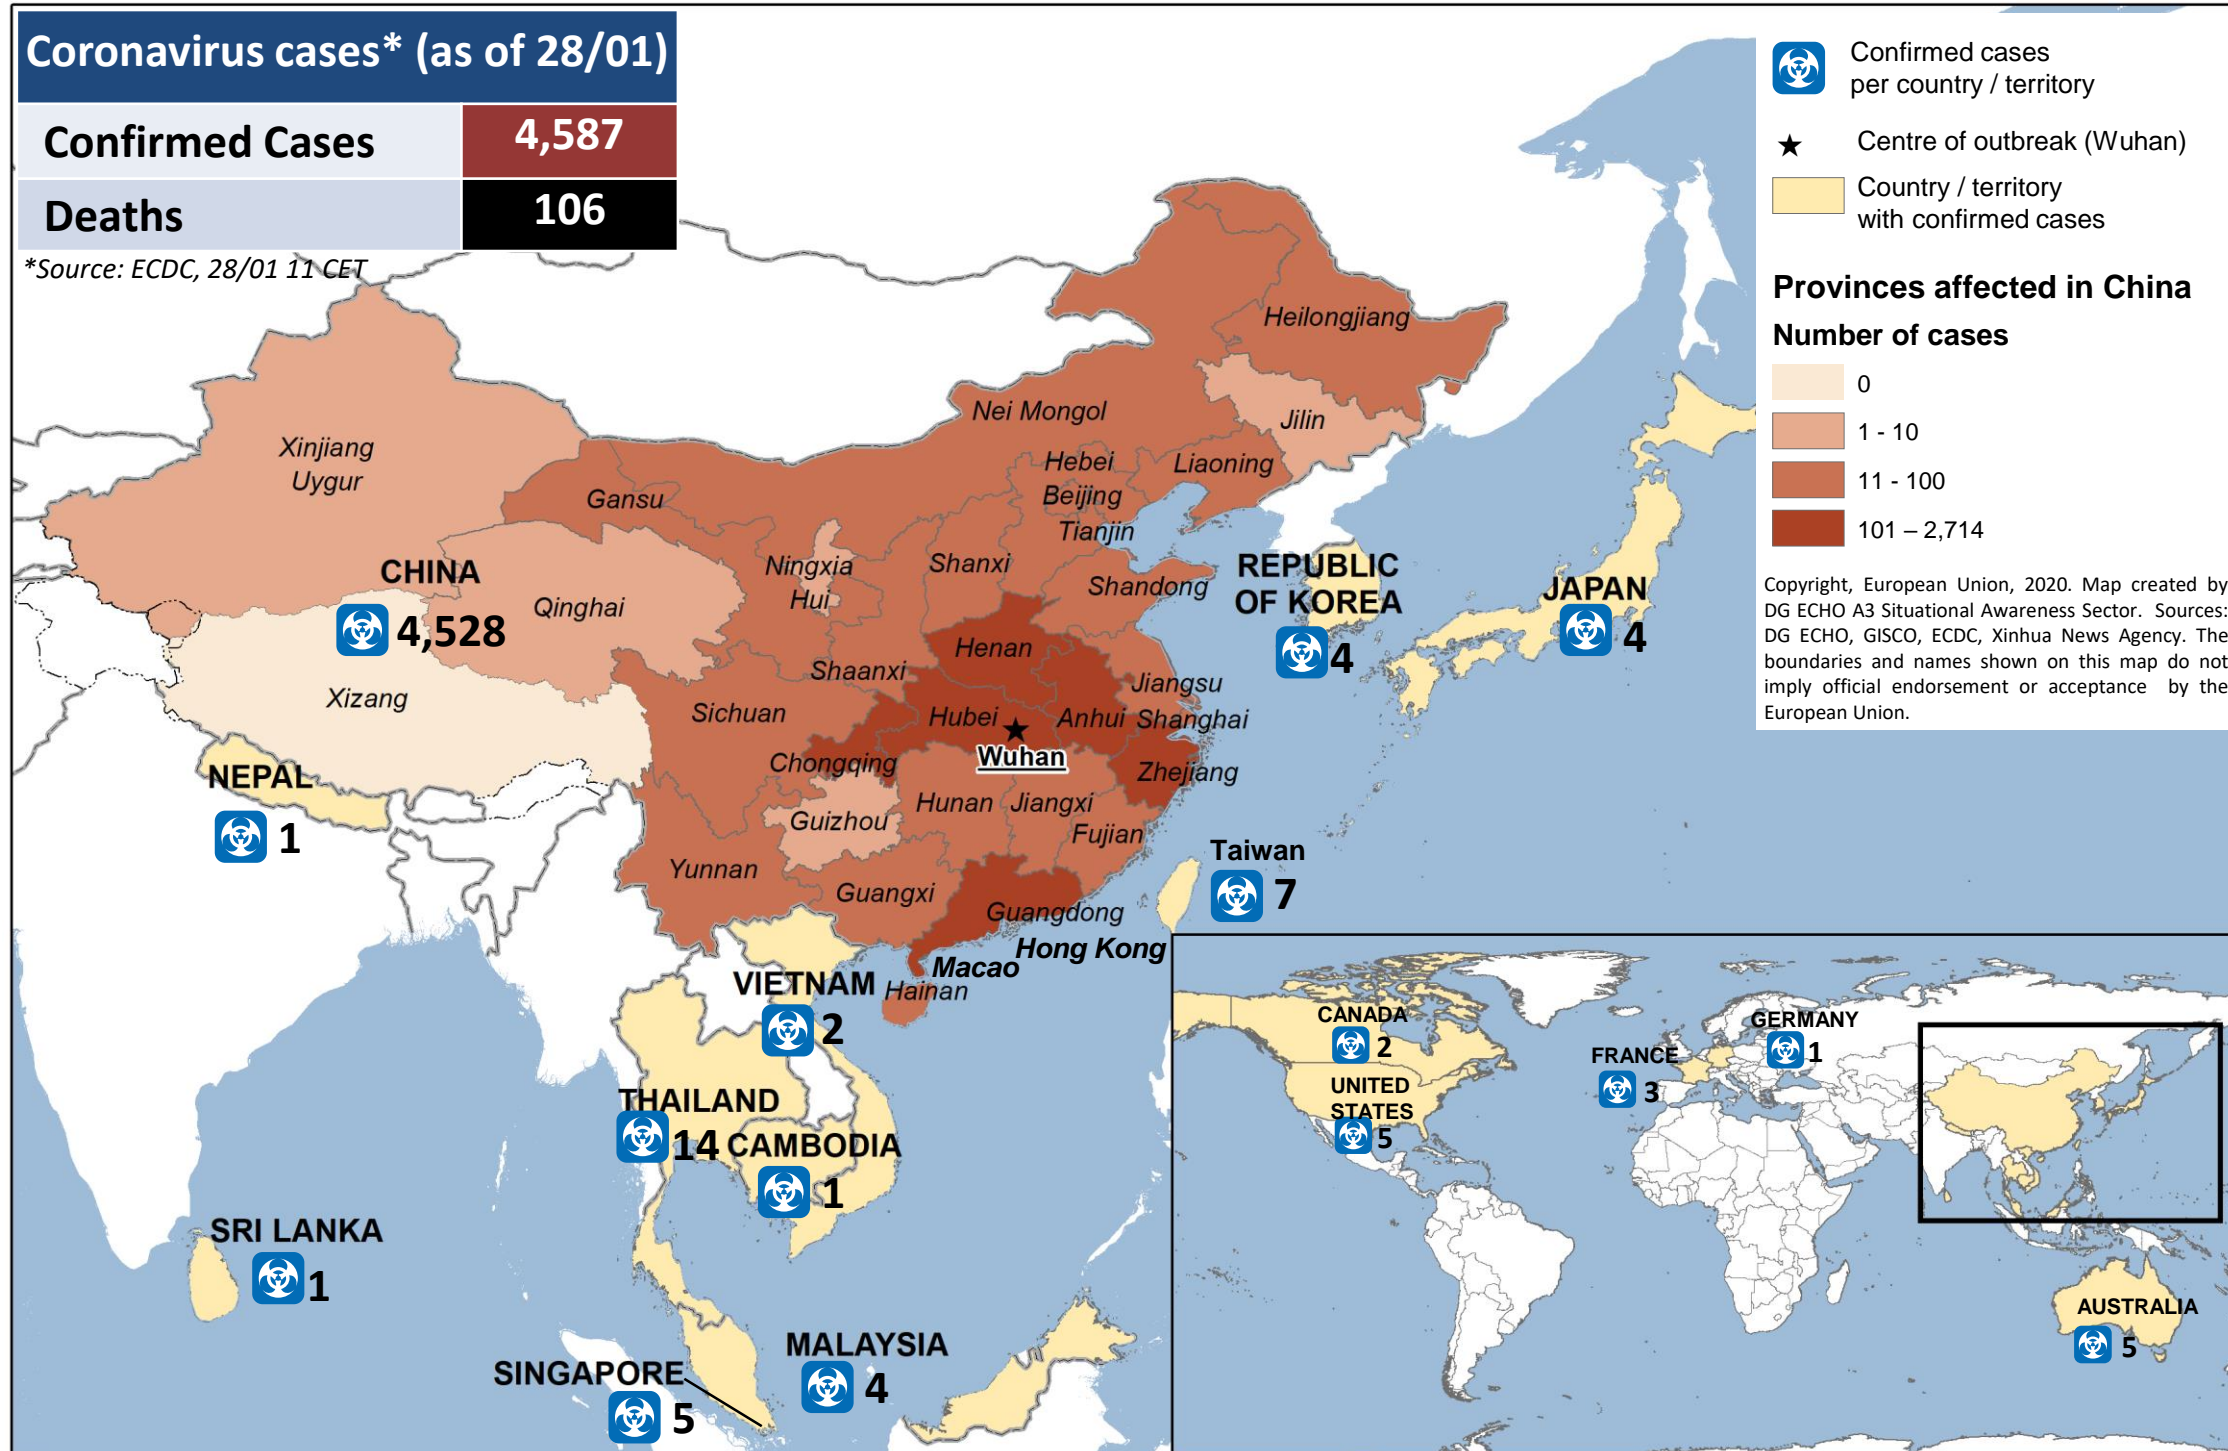 Coronavirus cases* (as of 28/01)
Confirmed Cases 4,587
Deaths 106
*Source: ECDC, 28/01 11 CET
Confirmed cases
per country / territory
Centre of outbreak (Wuhan)
Country / territory
with confirmed cases
Provinces affected in China
Number of cases
0
1 - 10
11 - 100
101 – 2,714
Copyright, European Union, 2020. Map created by
DG ECHO A3 Situational Awareness Sector. Sources:
DG ECHO, GISCO, ECDC, Xinhua News Agency. The
boundaries and names shown on this map do not
imply official endorsement or acceptance by the
European Union.
Heilongjiang
Nei Mongol
Jilin
Xinjiang
Uygur
Hebei
Liaoning
Gansu
Beijing
Tianjin
CHINA
4,528
Qinghai
Ningxia
Hui
Shanxi
Shandong
REPUBLIC
OF KOREA
4
JAPAN
4
Henan
Shaanxi
Xizang
Sichuan
Jiangsu
Hubei
Anhui
Shanghai
Wuhan
Chongqing
Zhejiang
NEPAL
1
Hunan
Jiangxi
Guizhou
Fujian
Taiwan
7
Yunnan
Guangxi
Guangdong
Hong Kong
Macao
Hainan
VIETNAM
2
THAILAND
14
CAMBODIA
1
SRI LANKA
1
MALAYSIA
4
SINGAPORE
5
CANADA
2
UNITED
STATES
5
FRANCE
3
GERMANY
1
AUSTRALIA
5